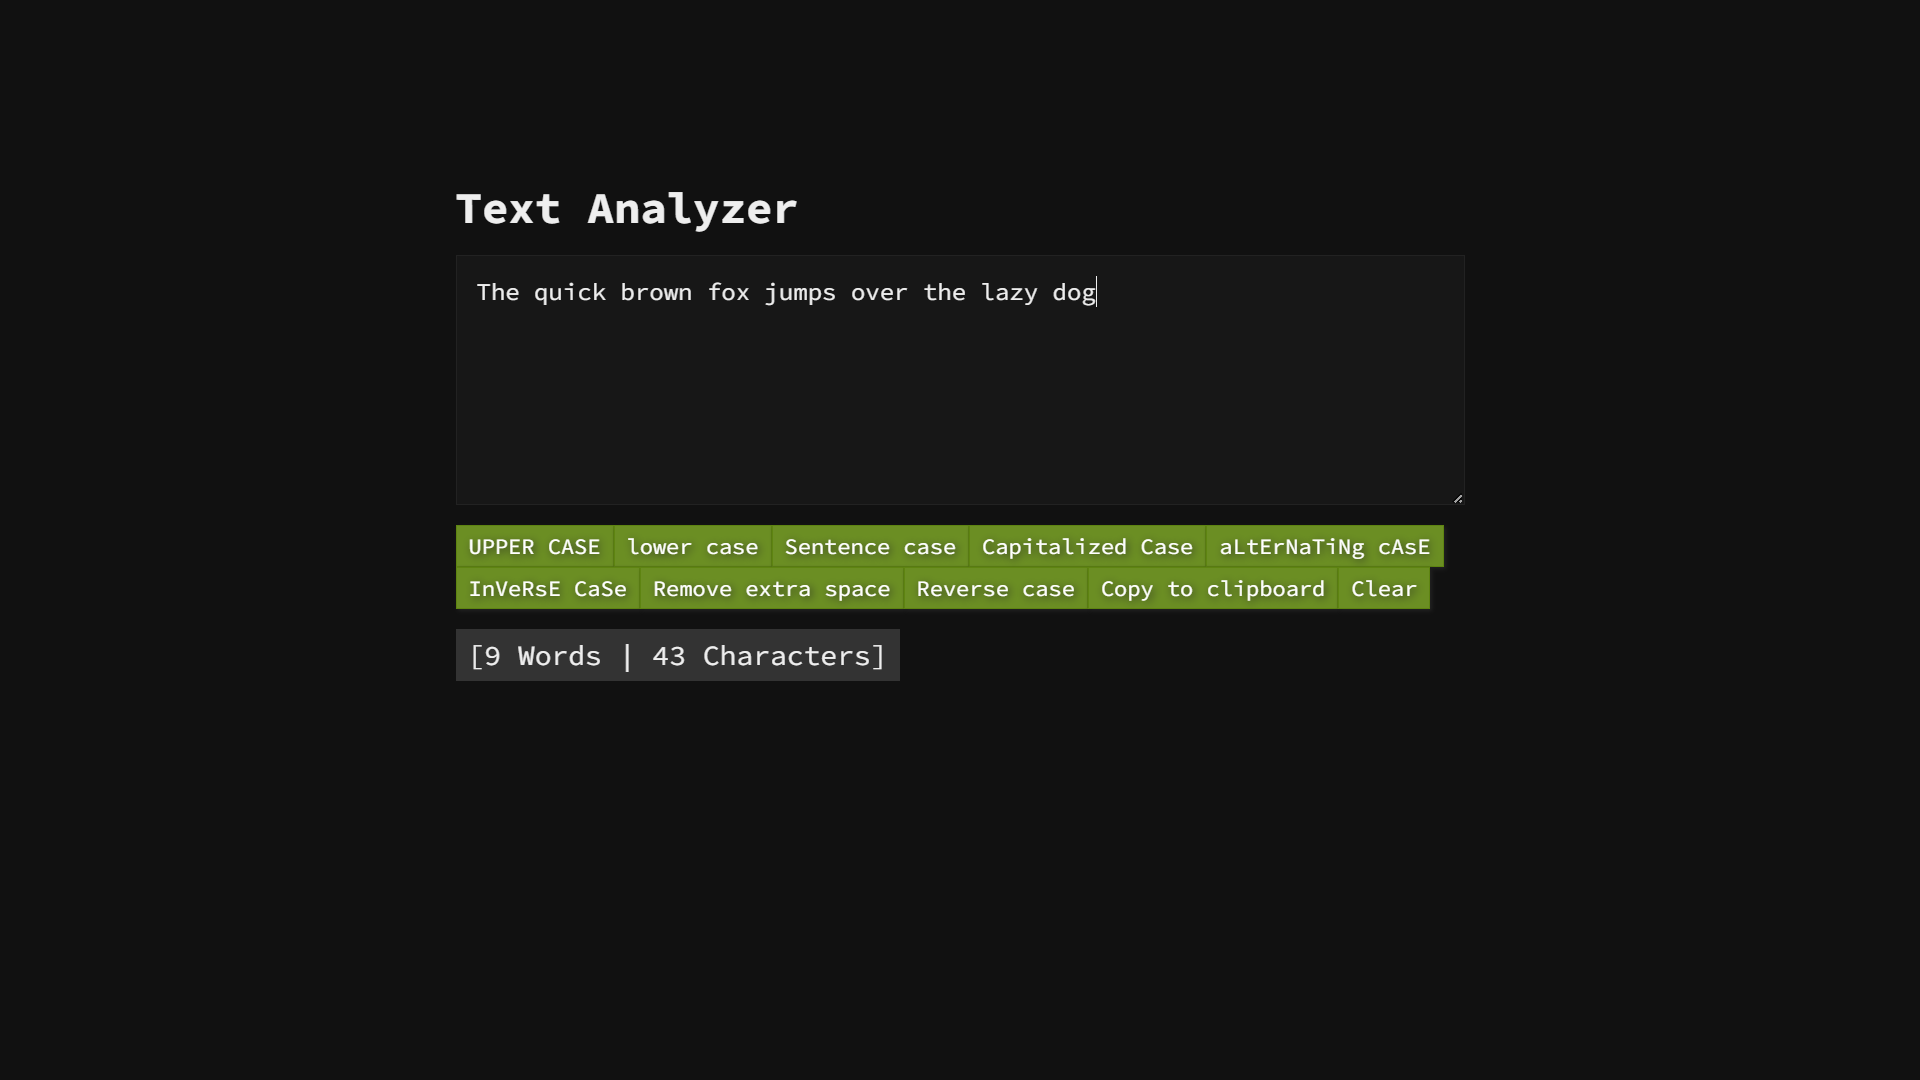 Text Analyzer
The quick brown fox jumps over the lazy dog
UPPER CASE lower case Sentence case Capitalized Case aLtErNaTiNg cAsE
InVeRsE CaSe Remove extra space Reverse case Copy to clipboard Clear
[9 Words | 43 Characters]